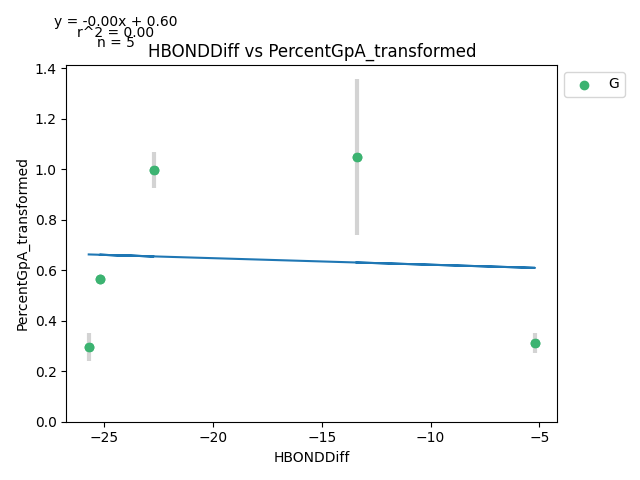 y = -0.00x + 0.60
r^2 = 0.00
n = 5
HBONDDiff vs PercentGpA_transformed
G
PercentGpA_transformed
1.4
1.2
1.0
0.8
0.6
0.4
0.2
0.0
−25
−20
−15
−10
−5
HBONDDiff